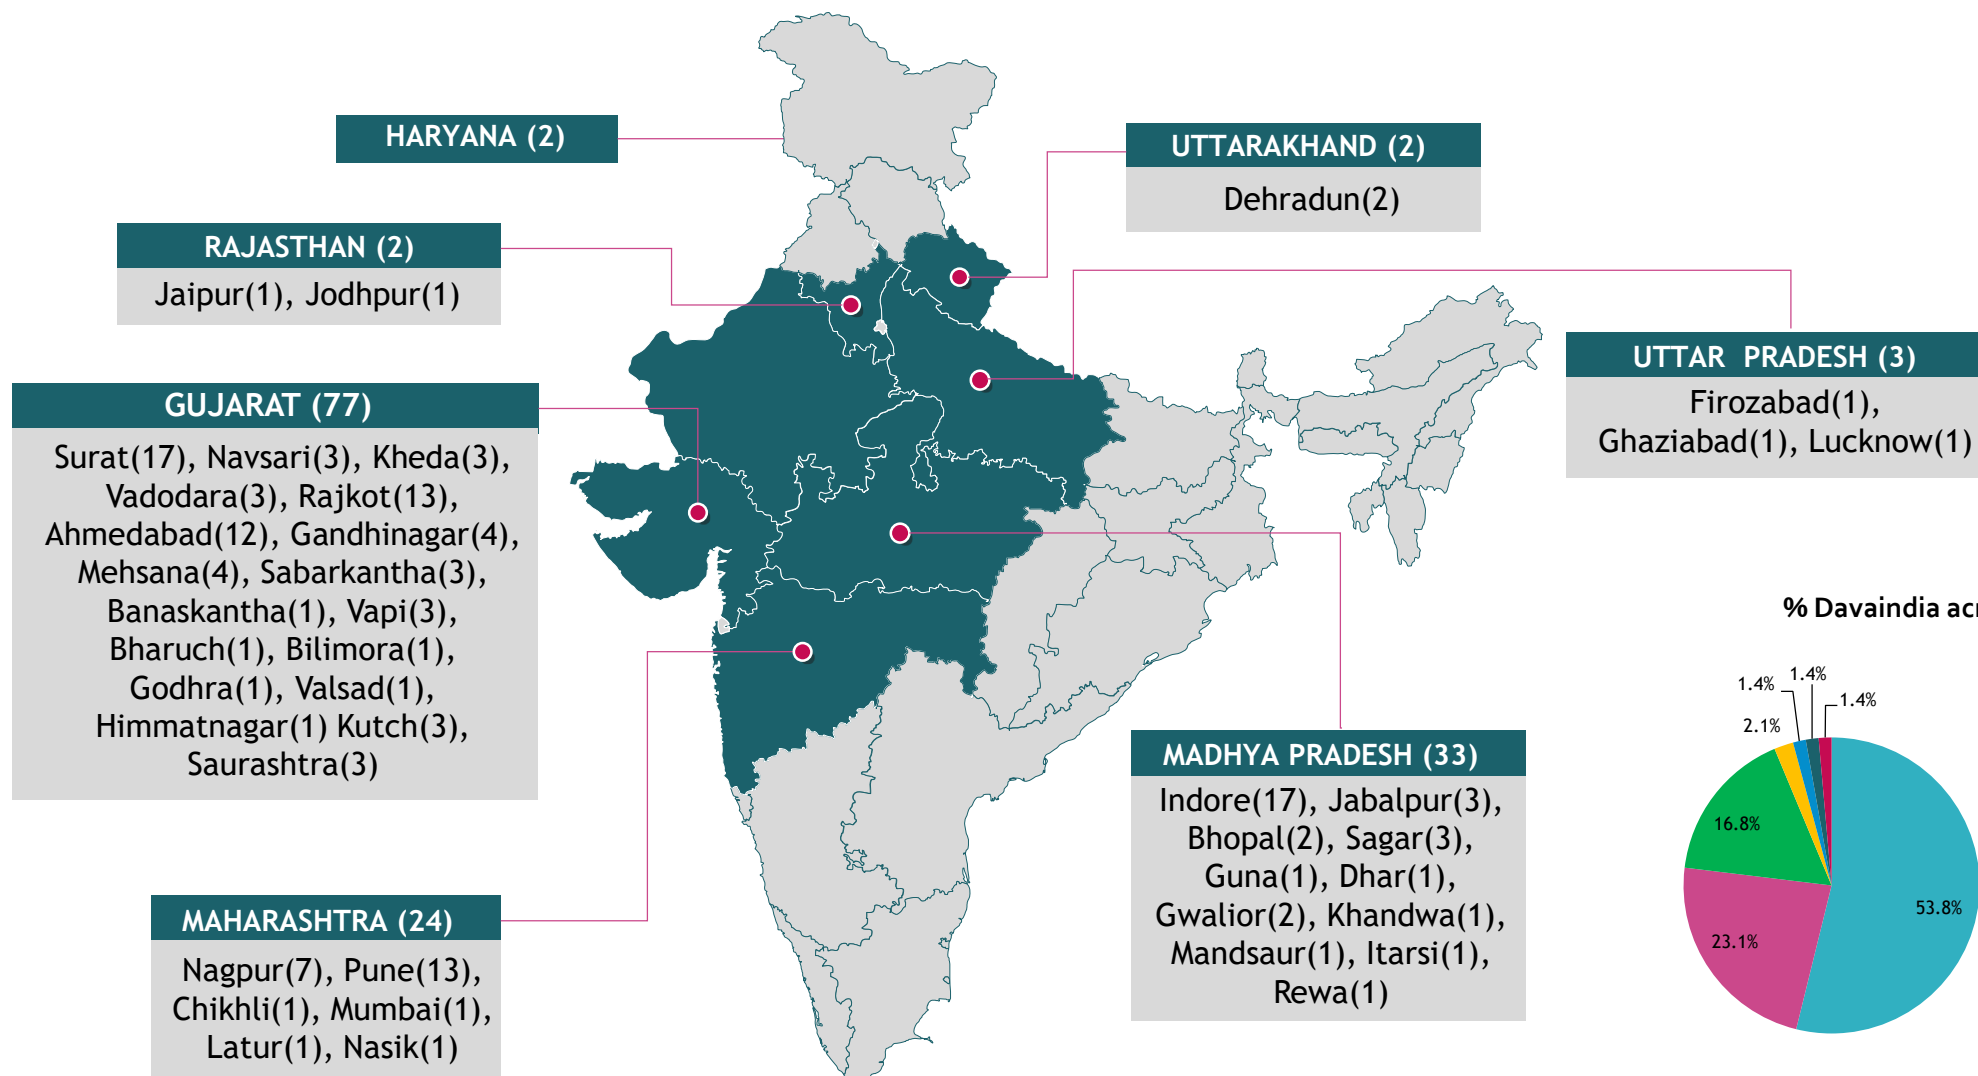 HARYANA (2)
UTTARAKHAND (2)
Dehradun(2)
RAJASTHAN (2)
Jaipur(1), Jodhpur(1)
UTTAR PRADESH (3)
Firozabad(1),
Ghaziabad(1), Lucknow(1)
GUJARAT (77)
Surat(17), Navsari(3), Kheda(3),
Vadodara(3), Rajkot(13),
Ahmedabad(12), Gandhinagar(4),
Mehsana(4), Sabarkantha(3),
Banaskantha(1), Vapi(3),
Bharuch(1), Bilimora(1),
Godhra(1), Valsad(1),
Himmatnagar(1) Kutch(3),
Saurashtra(3)
MADHYA PRADESH (33)
Indore(17), Jabalpur(3),
Bhopal(2), Sagar(3),
Guna(1), Dhar(1),
Gwalior(2), Khandwa(1),
Mandsaur(1), Itarsi(1),
Rewa(1)
MAHARASHTRA (24)
Nagpur(7), Pune(13),
Chikhli(1), Mumbai(1),
Latur(1), Nasik(1)
% Davaindia
1.4%
1.4%
1.4%
2.1%
16.8%
23.1%
53.8%